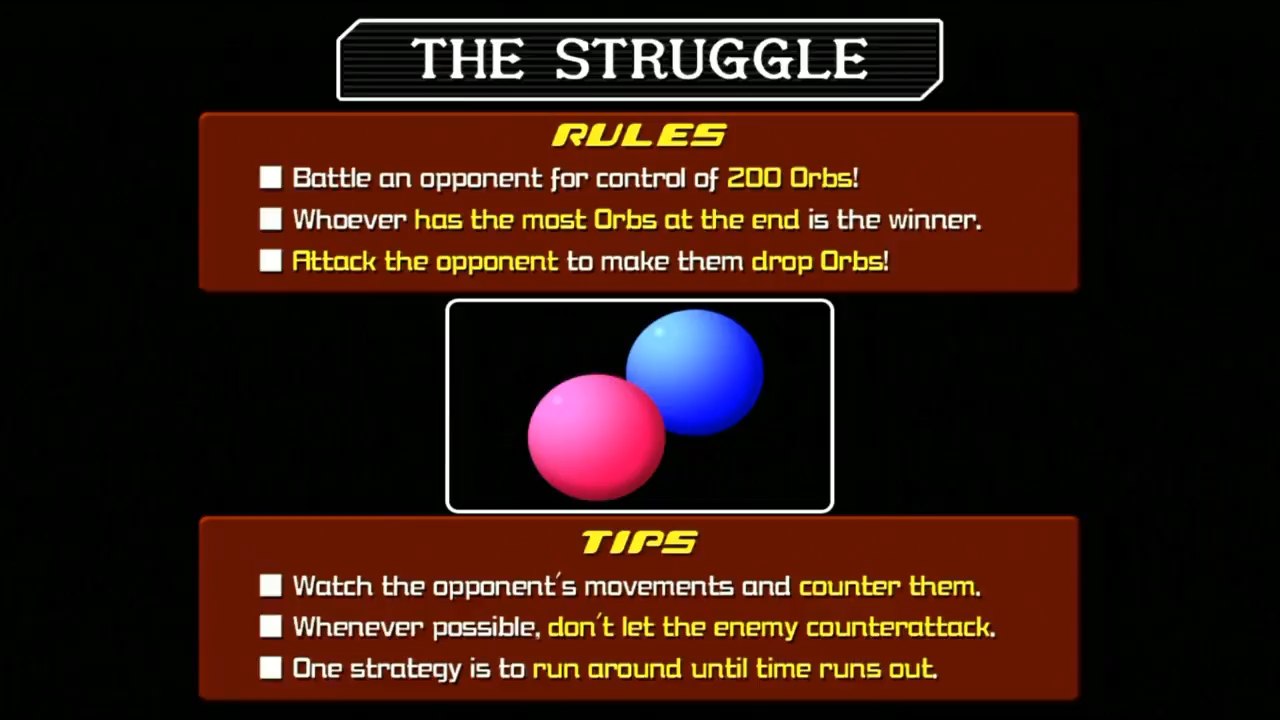 THE STRUGGLE
RULES
Battle an opponent for control of 200 Orbs!
Whoever has the most Orbs at the end is the winner.
Attack the opponent to make them drop Orbs!
TIPS
Watch the opponent's movements and counter them.
Whenever possible, don't let the enemy counterattack.
One strategy is to run around until time runs out.